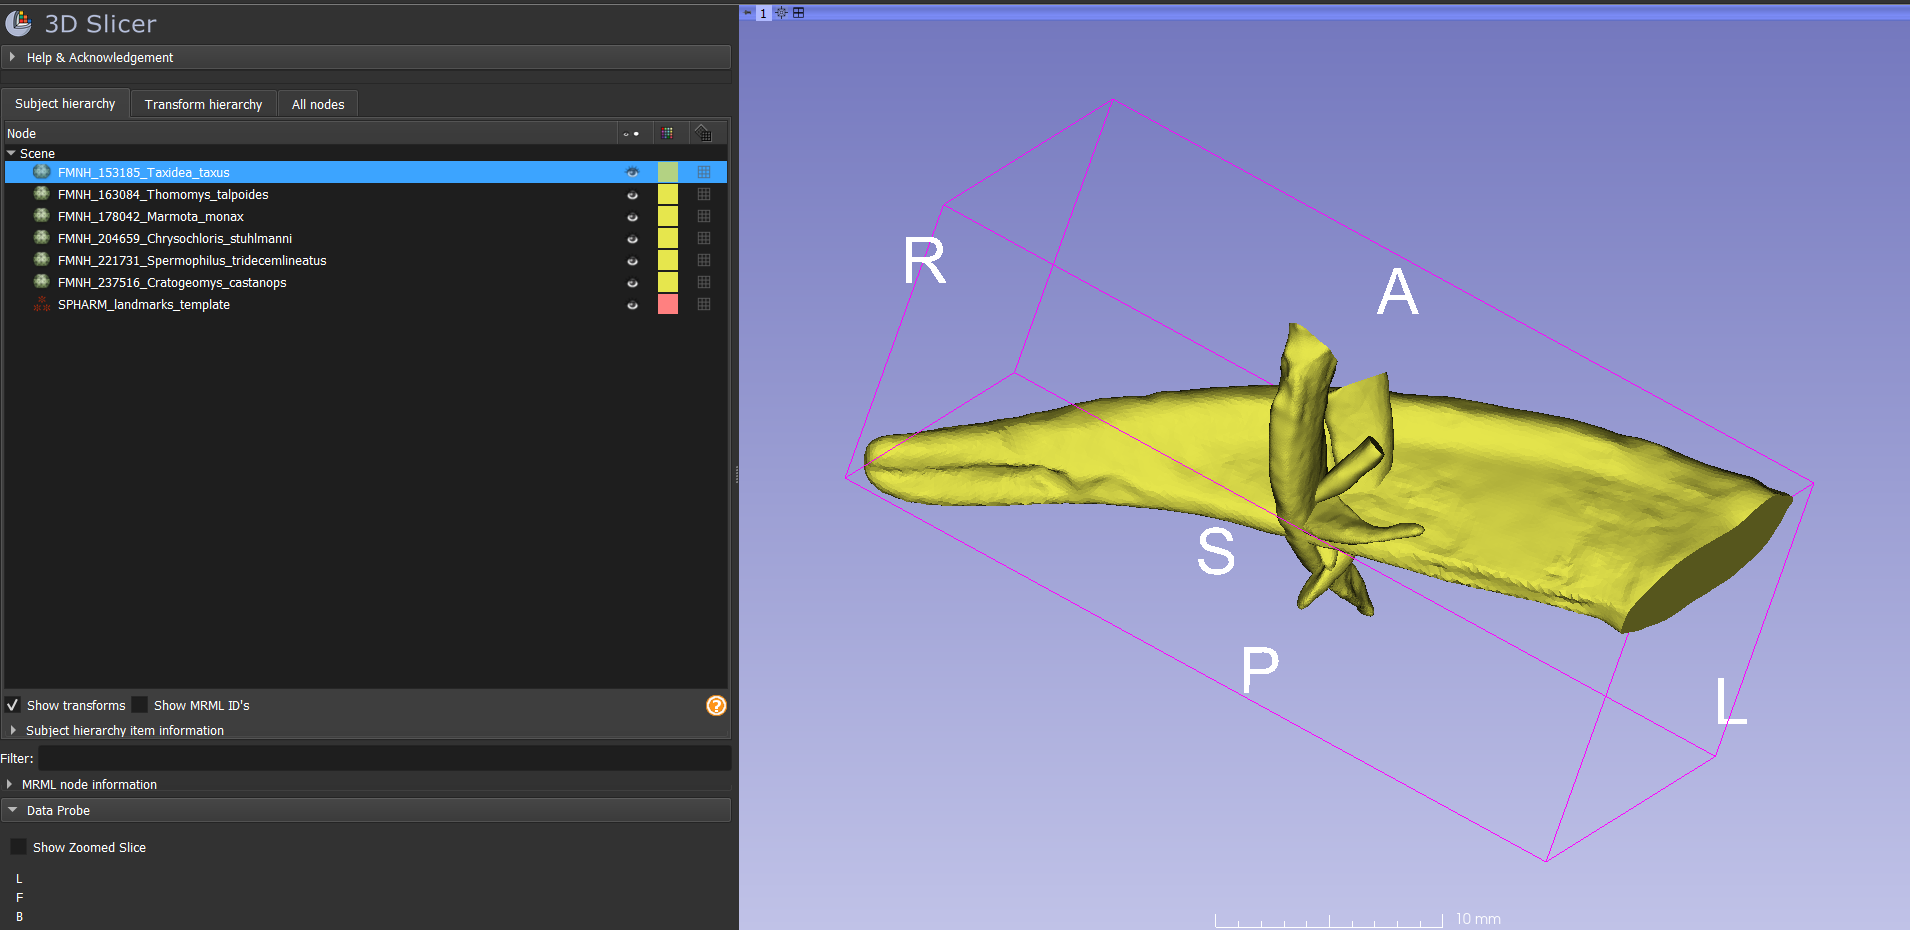 3D Slicer
Help & Acknowledgement
Subject hierarchy
Transform hierarchy
All nodes
Node
Scene
FMNH_153185_Taxidea_taxus
FMNH_163084_Thomomys_talpoides
FMNH_178042_Marmota_monax
FMNH_204659_Chrysochloris_stuhlmanni
FMNH_221731_Spermophilus_tridecemlineatus
FMNH_237516_Cratogeomys_castanops
SPHARM_landmarks_template
Show transforms
Show MRML ID's
?
Subject hierarchy item information
Filter:
MRML node information
Data Probe
Show Zoomed Slice
L
F
B
1
R
A
S
P
L
10 mm